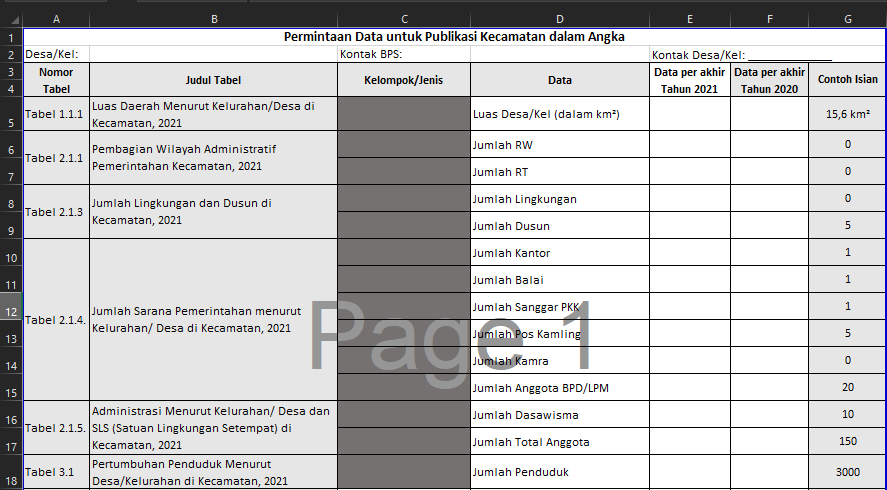 A B C D E F G
1 Permintaan Data untuk Publikasi Kecamatan dalam Angka
2 Desa/Kel: Kontak BPS: Kontak Desa/Kel: ______________
3 Nomor Judul Tabel Kelompok/Jenis Data Data per akhir Data per akhir Contoh Isian
4 Tabel Tahun 2021 Tahun 2020
Tabel 1.1.1 Luas Daerah Menurut Kelurahan/Desa di Luas Desa/Kel (dalam km²) 15,6 km²
5 Kecamatan, 2021
6 Tabel 2.1.1 Pembagian Wilayah Administratif Jumlah RW 0
7 Pemerintahan Kecamatan, 2021 Jumlah RT 0
8 Tabel 2.1.3 Jumlah Lingkungan dan Dusun di Jumlah Lingkungan 0
9 Kecamatan, 2021 Jumlah Dusun 5
10 Jumlah Kantor 1
11 Jumlah Balai 1
12 Tabel 2.1.4. Jumlah Sarana Pemerintahan menurut Jumlah Sanggar PKK 1
13 Kelurahan/ Desa di Kecamatan, 2021 Jumlah Pos Kamling 5
14 Jumlah Kamra 0
15 Jumlah Anggota BPD/LPM 20
Page 1
16 Administrasi Menurut Kelurahan/ Desa dan Jumlah Dasawisma 10
Tabel 2.1.5. SLS (Satuan Lingkungan Setempat) di
17 Kecamatan, 2021 Jumlah Total Anggota 150
Tabel 3.1 Pertumbuhan Penduduk Menurut Jumlah Penduduk 3000
18 Desa/Kelurahan di Kecamatan, 2021